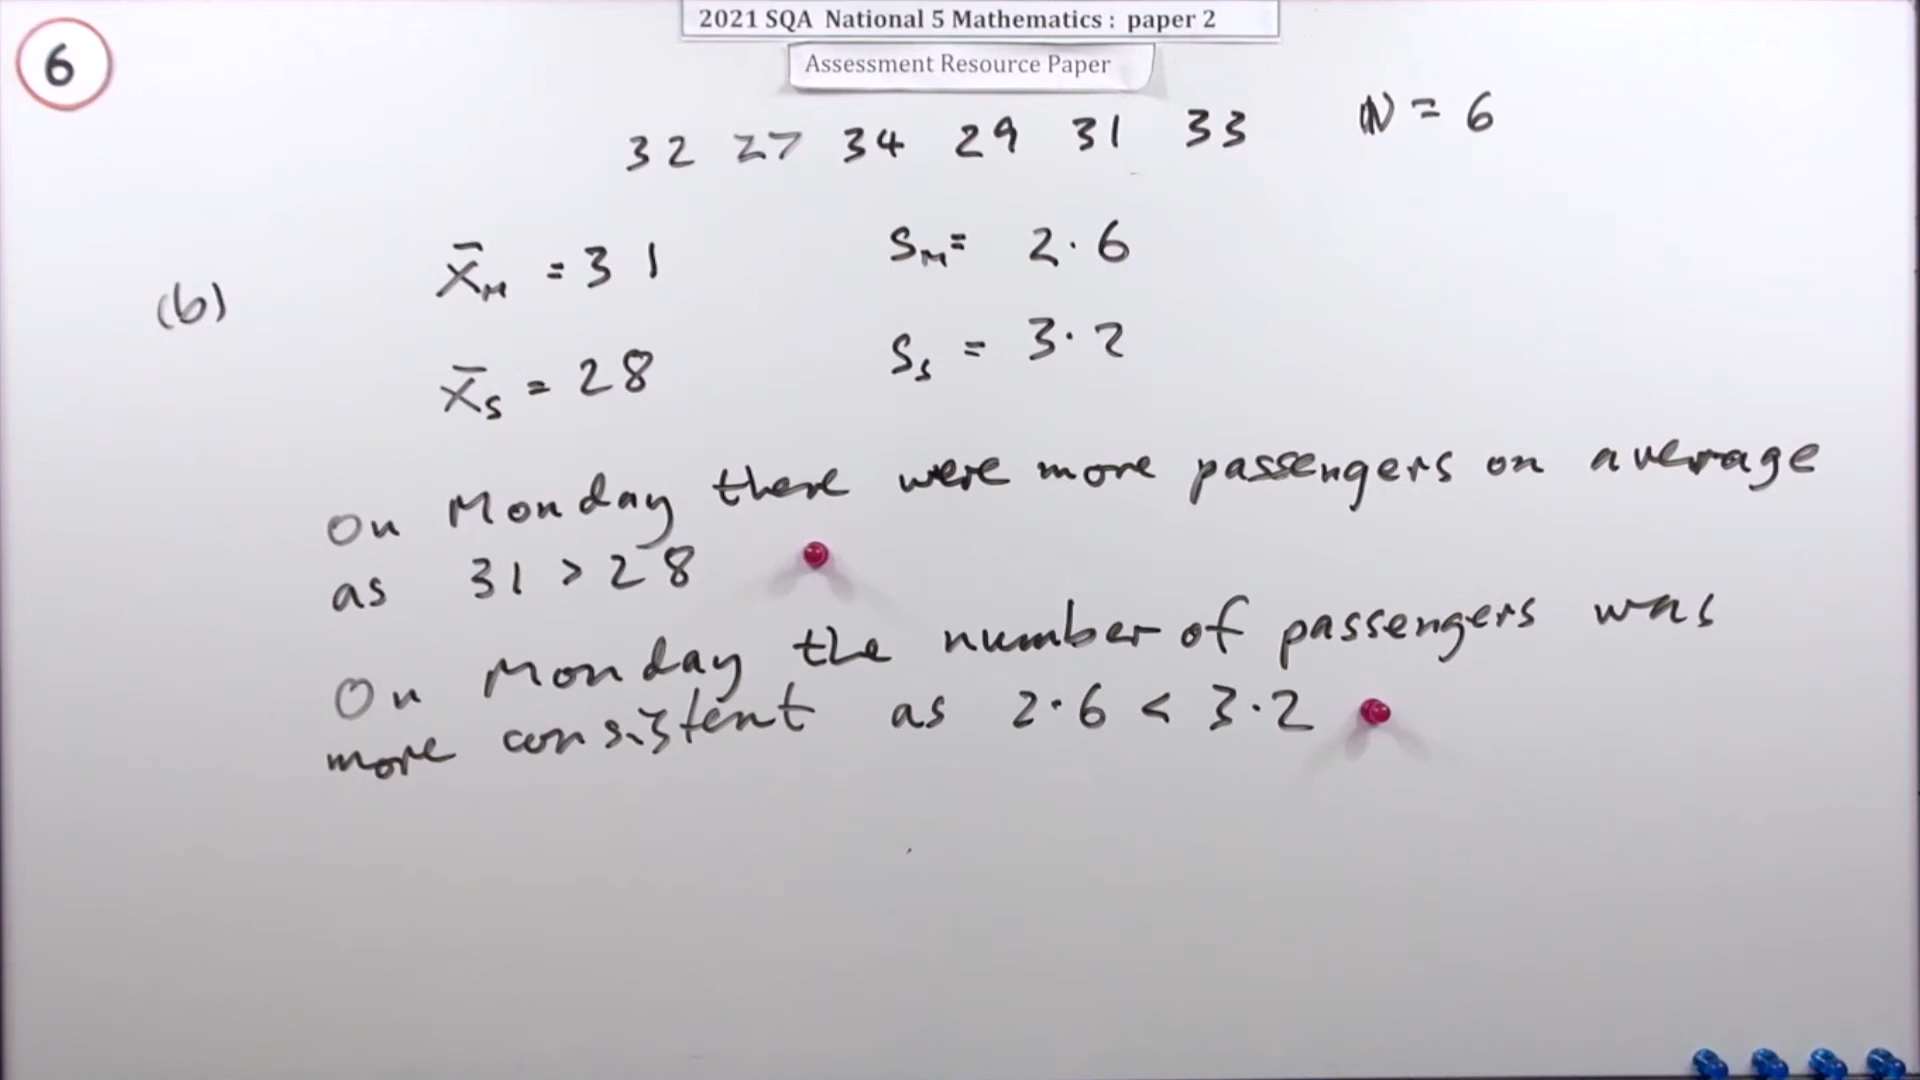 2021 SQA National 5 Mathematics : paper 2
Assessment Resource Paper
6
32 27 34 29 31 33 N = 6
(b)
x̄M = 31 SM = 2.6
x̄S = 28 SS = 3.2
On Monday there were more passengers on average
as 31 > 28
On Monday the number of passengers was
more consistent as 2.6 < 3.2